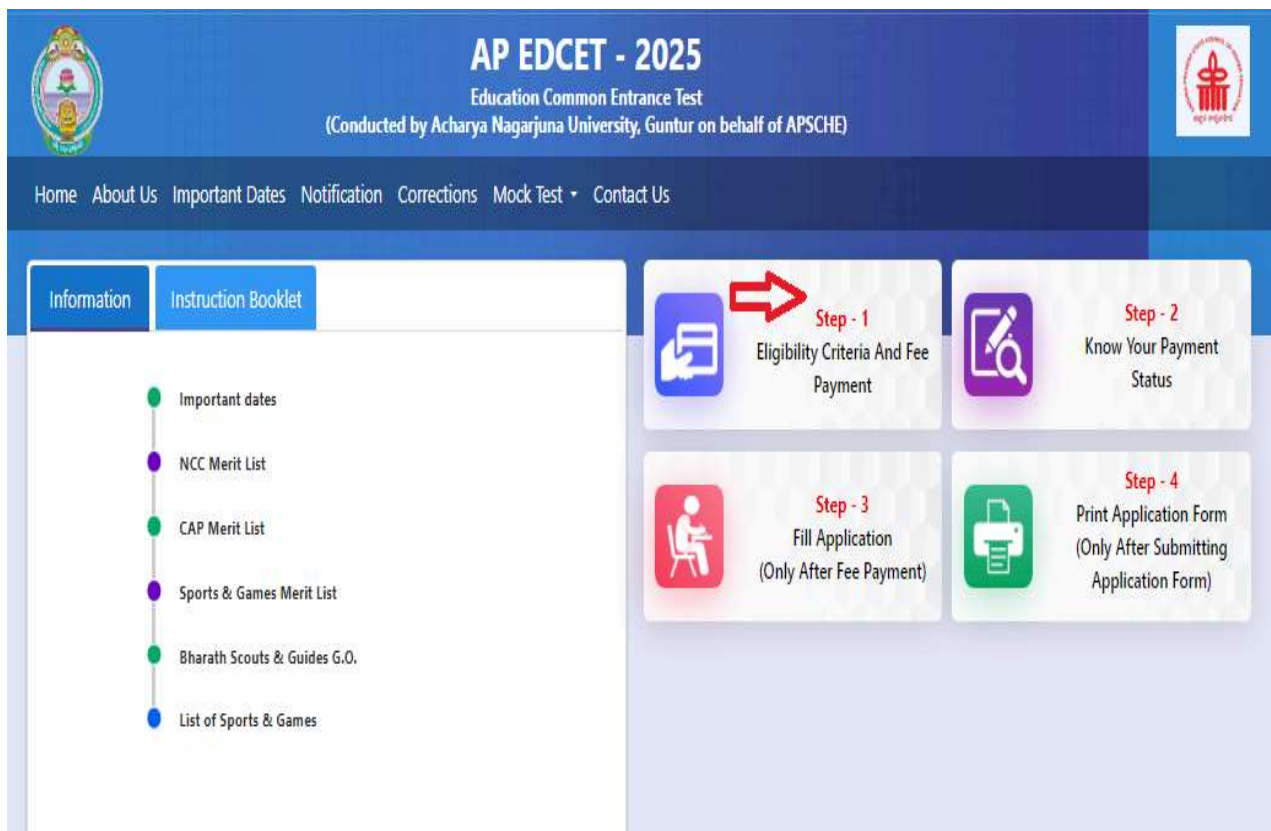 AP EDCET - 2025
Education Common Entrance Test
(Conducted by Acharya Nagarjuna University, Guntur on behalf of APSCHE)
Home About Us Important Dates Notification Corrections Mock Test Contact Us
Information Instruction Booklet
Important dates
NCC Merit List
CAP Merit List
Sports & Games Merit List
Bharath Scouts & Guides G.O.
List of Sports & Games
Step - 1
Eligibility Criteria And Fee
Payment
Step - 2
Know Your Payment
Status
Step - 3
Fill Application
(Only After Fee Payment)
Step - 4
Print Application Form
(Only After Submitting
Application Form)